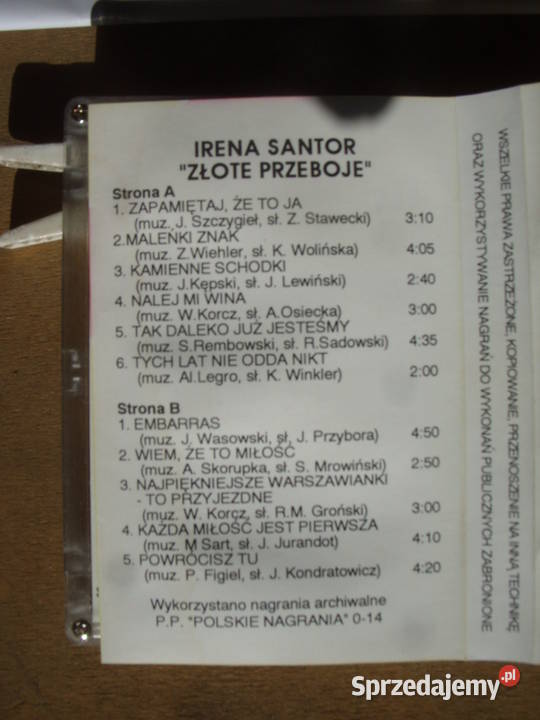 IRENA SANTOR
"ZŁOTE PRZEBOJE"
Strona A
1. ZAPAMIĘTAJ, ŻE TO JA
(muz. J. Szczygieł, sł. Z. Stawecki) 3:10
2.MALENKI ZNAK
(muz. Z.Wiehler, sł. K. Wolińska) 4:05
3. KAMIENNE SCHODKI
(muz. J.Kępski, sł. J. Lewiński) 2:40
4. NALEJ MI WINA
(muz. W.Korcz, sł. A.Osiecka) 3:00
5. TAK DALEKO JUŻ JESTEŚMY
(muz. S.Rembowski, sł. R.Sadowski) 4:35
6. TYCH LAT NIE ODDA NIKT
(muz. Al.Legro, sł. K. Winkler) 2:00
Strona B
1. EMBARRAS
(muz. J. Wasowski, sł, J. Przybora) 4:50
2. WIEM, ŻE TO MIŁOŚĆ
(muz. A. Skorupka, sł. S. Mrowiński) 2:50
3. NAJPIĘKNIEJSZE WARSZAWIANKI
- TO PRZYJEZDNE
(muz. W. Korcz, sł. R.M. Groński) 3:00
4. KAŻDA MIŁOŚĆ JEST PIERWSZA
(muz. M Sart, sł. J. Jurandot) 4:10
5. POWRÓCISZ TU
(muz. P. Figiel, sł. J. Kondratowicz) 4:20
Wykorzystano nagrania archiwalne
P.P. "POLSKIE NAGRANIA" 0-14
WSZELKIE PRAWA ZASTRZEŻONE, KOPIOWANIE, PRZENOSZENIE NA INNĄ TECHNIKĘ
ORAZ WYKORZYSTYWANIE NAGRAŃ DO WYKONAŃ PUBLICZNYCH ZABRONIONE
Sprzedajemy.pl